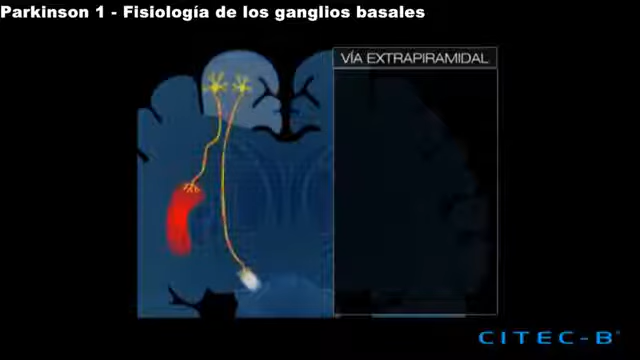 Parkinson 1 - Fisiología de los ganglios basales
VÍA EXTRAPIRAMIDAL
CITEC-B®